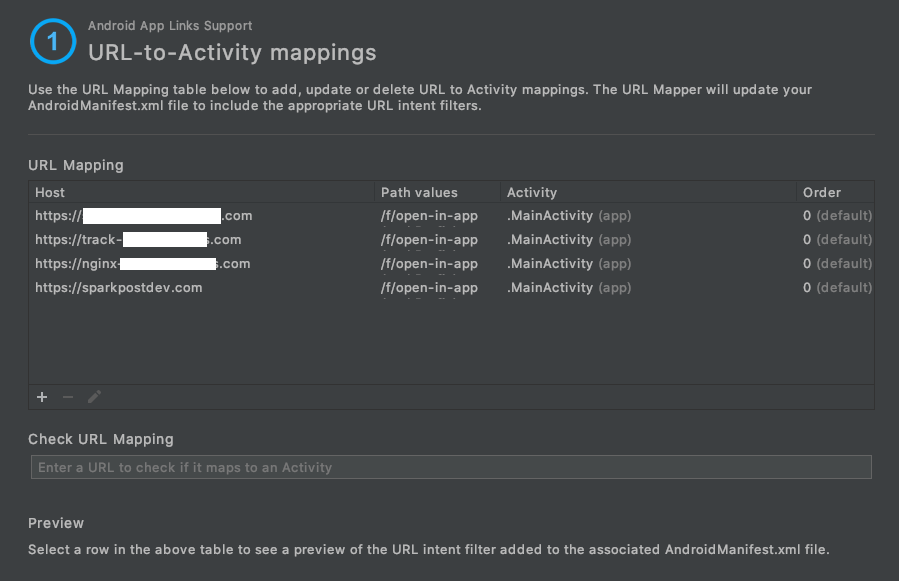 1
Android App Links Support
URL-to-Activity mappings
Use the URL Mapping table below to add, update or delete URL to Activity mappings. The URL Mapper will update your
AndroidManifest.xml file to include the appropriate URL intent filters.
URL Mapping
Host Path values Activity Order
https:// .com /f/open-in-app .MainActivity (app) 0 (default)
https://track- .com /f/open-in-app .MainActivity (app) 0 (default)
https://nginx- .com /f/open-in-app .MainActivity (app) 0 (default)
https://sparkpostdev.com /f/open-in-app .MainActivity (app) 0 (default)
Check URL Mapping
Enter a URL to check if it maps to an Activity
Preview
Select a row in the above table to see a preview of the URL intent filter added to the associated AndroidManifest.xml file.